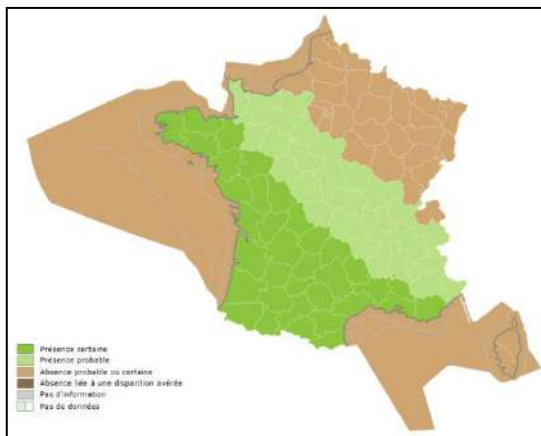 Présence certaine
Présence probable
Absence probable ou certaine
Absence liée à une disparition avérée
Pas d'information
Pas de données